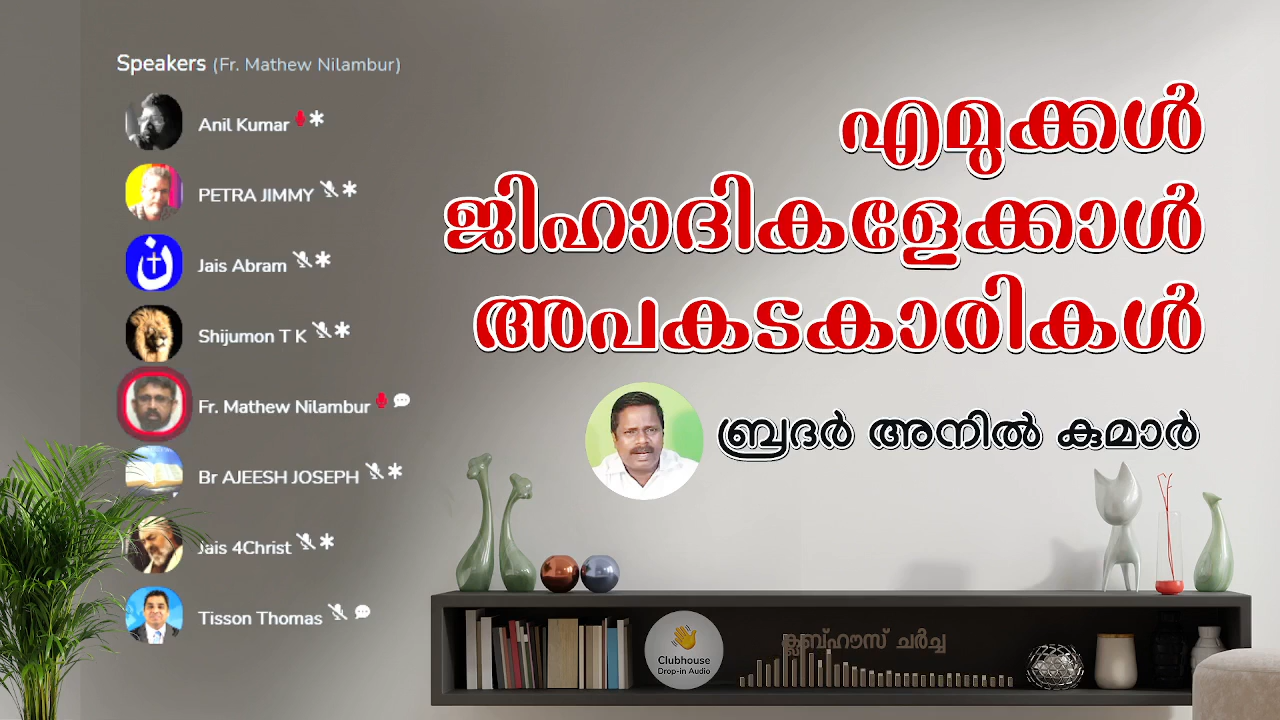 Speakers (Fr. Mathew Nilambur)
Anil Kumar
PETRA JIMMY
Jais Abram
Shijumon T K
Fr. Mathew Nilambur
Br AJEESH JOSEPH
Jais 4Christ
Tisson Thomas
എമുക്കൾ
ജിഹാദികളേക്കാൾ
അപകടകാരികൾ
ബ്രദർ അനിൽ കുമാർ
Clubhouse
Drop-in Audio
ക്ലബ്ഹൗസ് ചർച്ച